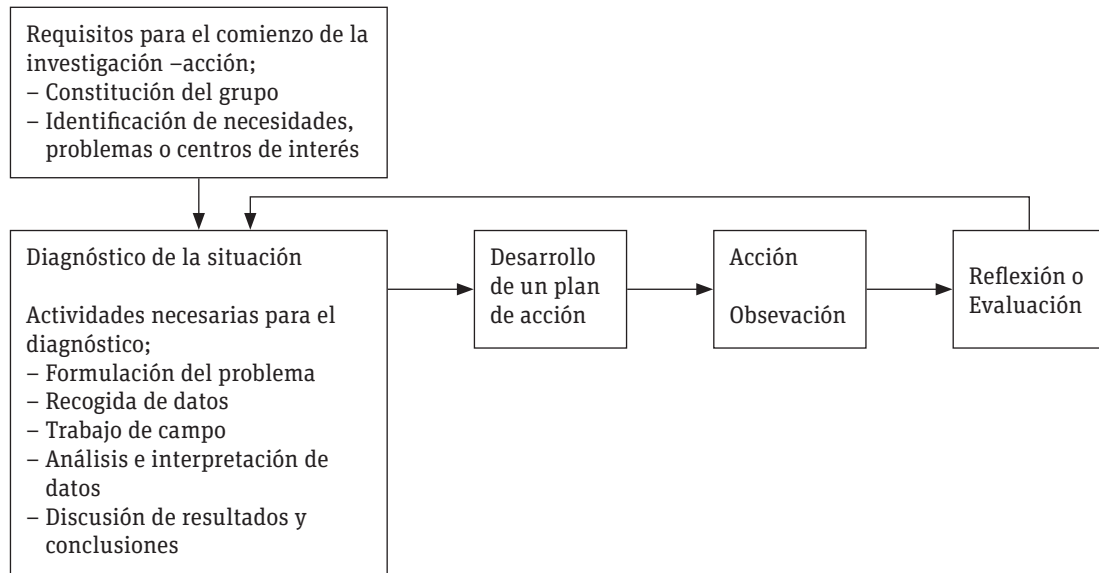 Requisitos para el comienzo de la
investigación –acción;
– Constitución del grupo
– Identificación de necesidades,
problemas o centros de interés
Diagnóstico de la situación
Actividades necesarias para el
diagnóstico;
– Formulación del problema
– Recogida de datos
– Trabajo de campo
– Análisis e interpretación de
datos
– Discusión de resultados y
conclusiones
Desarrollo
de un plan
de acción
Acción
Obsevación
Reflexión o
Evaluación